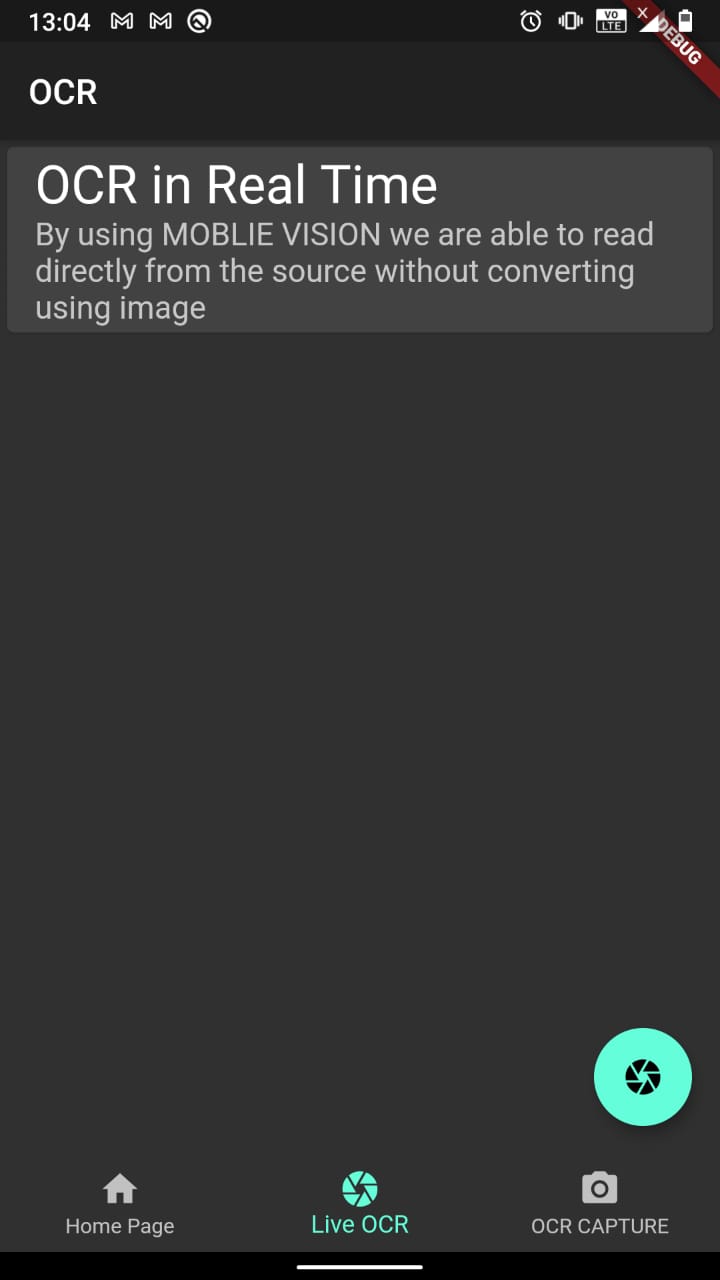 13:04
VO
LTE
DEBUG
OCR
OCR in Real Time
By using MOBLIE VISION we are able to read
directly from the source without converting
using image
Home Page
Live OCR
OCR CAPTURE